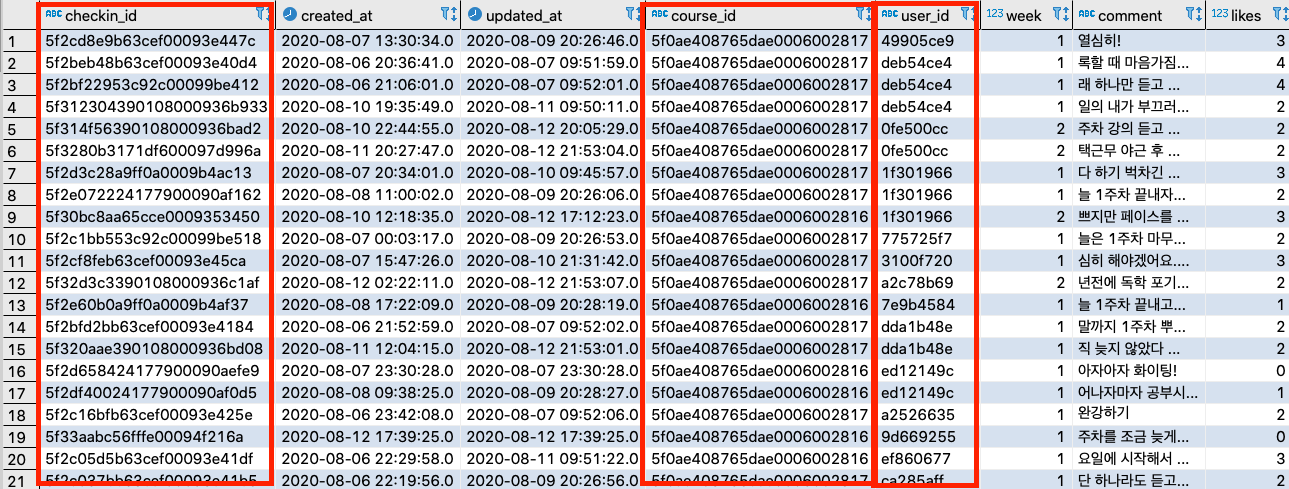 ABC checkin_id created_at updated_at ABC course_id ABC user_id 123 week ABC comment 123 likes
1 5f2cd8e9b63cef00093e447c 2020-08-07 13:30:34.0 2020-08-09 20:26:46.0 5f0ae408765dae0006002817 49905ce9 1 열심히! 3
2 5f2beb48b63cef00093e40d4 2020-08-06 20:36:41.0 2020-08-07 09:51:59.0 5f0ae408765dae0006002817 deb54ce4 1 록할 때 마음가짐... 4
3 5f2bf22953c92c00099be412 2020-08-06 21:06:01.0 2020-08-07 09:52:01.0 5f0ae408765dae0006002817 deb54ce4 1 래 하나만 듣고 ... 4
4 5f3123043901080009​36b933 2020-08-10 19:35:49.0 2020-08-11 09:50:11.0 5f0ae408765dae0006002817 deb54ce4 1 일의 내가 부끄러... 2
5 5f314f56390108000936bad2 2020-08-10 22:44:55.0 2020-08-12 20:05:29.0 5f0ae408765dae0006002817 0fe500cc 2 주차 강의 듣고 ... 2
6 5f3280b3171df600097d996a 2020-08-11 20:27:47.0 2020-08-12 21:53:04.0 5f0ae408765dae0006002817 0fe500cc 2 택근무 야근 후 ... 2
7 5f2d3c28a9ff0a0009b4ac13 2020-08-07 20:34:01.0 2020-08-10 09:45:57.0 5f0ae408765dae0006002817 1f301966 1 다 하기 벅차긴 ... 3
8 5f2e072224177900090af162 2020-08-08 11:00:02.0 2020-08-09 20:26:06.0 5f0ae408765dae0006002817 1f301966 1 늘 1주차 끝내자... 2
9 5f30bc8aa65cce0009353450 2020-08-10 12:18:35.0 2020-08-12 17:12:23.0 5f0ae408765dae0006002816 1f301966 2 쁘지만 페이스를 ... 3
10 5f2c1bb553c92c00099be518 2020-08-07 00:03:17.0 2020-08-09 20:26:53.0 5f0ae408765dae0006002817 775725f7 1 늘은 1주차 마무... 2
11 5f2cf8feb63cef00093e45ca 2020-08-07 15:47:26.0 2020-08-10 21:31:42.0 5f0ae408765dae0006002817 3100f720 1 심히 해야겠어요.... 3
12 5f32d3c3390108000936c1af 2020-08-12 02:22:11.0 2020-08-12 21:53:07.0 5f0ae408765dae0006002817 a2c78b69 2 년전에 독학 포기... 2
13 5f2e60b0a9ff0a0009b4af37 2020-08-08 17:22:09.0 2020-08-09 20:28:19.0 5f0ae408765dae0006002816 7e9b4584 1 늘 1주차 끝내고... 1
14 5f2bfd2bb63cef00093e4184 2020-08-06 21:52:59.0 2020-08-07 09:52:02.0 5f0ae408765dae0006002817 dda1b48e 1 말까지 1주차 뿌... 2
15 5f320aae390108000936bd08 2020-08-11 12:04:15.0 2020-08-12 21:53:01.0 5f0ae408765dae0006002817 dda1b48e 1 직 늦지 않았다 ... 2
16 5f2d658424177900090aefe9 2020-08-07 23:30:28.0 2020-08-07 23:30:28.0 5f0ae408765dae0006002816 ed12149c 1 아자아자 화이팅! 0
17 5f2df40024177900090af0d5 2020-08-08 09:38:25.0 2020-08-09 20:28:27.0 5f0ae408765dae0006002816 ed12149c 1 어나자마자 공부시... 1
18 5f2c16bfb63cef00093e425e 2020-08-06 23:42:08.0 2020-08-07 09:52:06.0 5f0ae408765dae0006002817 a2526635 1 완강하기 2
19 5f33aabc56fffe00094f216a 2020-08-12 17:39:25.0 2020-08-12 17:39:25.0 5f0ae408765dae0006002816 9d669255 1 주차를 조금 늦게... 0
20 5f2c05d5b63cef00093e41df 2020-08-06 22:29:58.0 2020-08-11 09:51:22.0 5f0ae408765dae0006002816 ef860677 1 요일에 시작해서 ... 3
21 5f2c037bb63cef00093e41b5 2020-08-06 22:19:56.0 2020-08-09 20:26:56.0 5f0ae408765dae0006002817 ca285aff 1 단 하나라도 듣고... 2